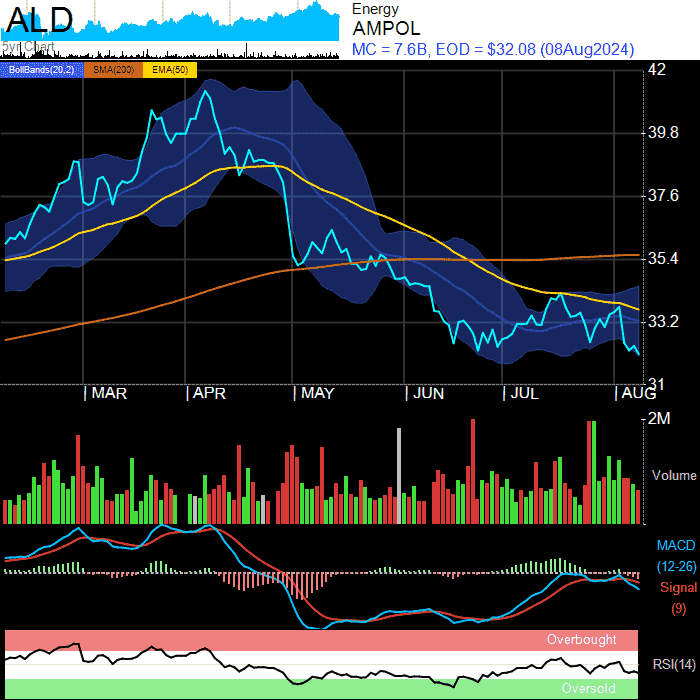 ALD
5yr Chart
Energy
AMPOL
MC = 7.6B, EOD = $32.08 (08Aug2024)
BollBands(20,2) SMA(200) EMA(50)
42
39.8
37.6
35.4
33.2
31
| MAR | APR | MAY | JUN | JUL | AUG
2M
Volume
MACD
(12-26)
Signal
(9)
Overbought
RSI(14)
Oversold